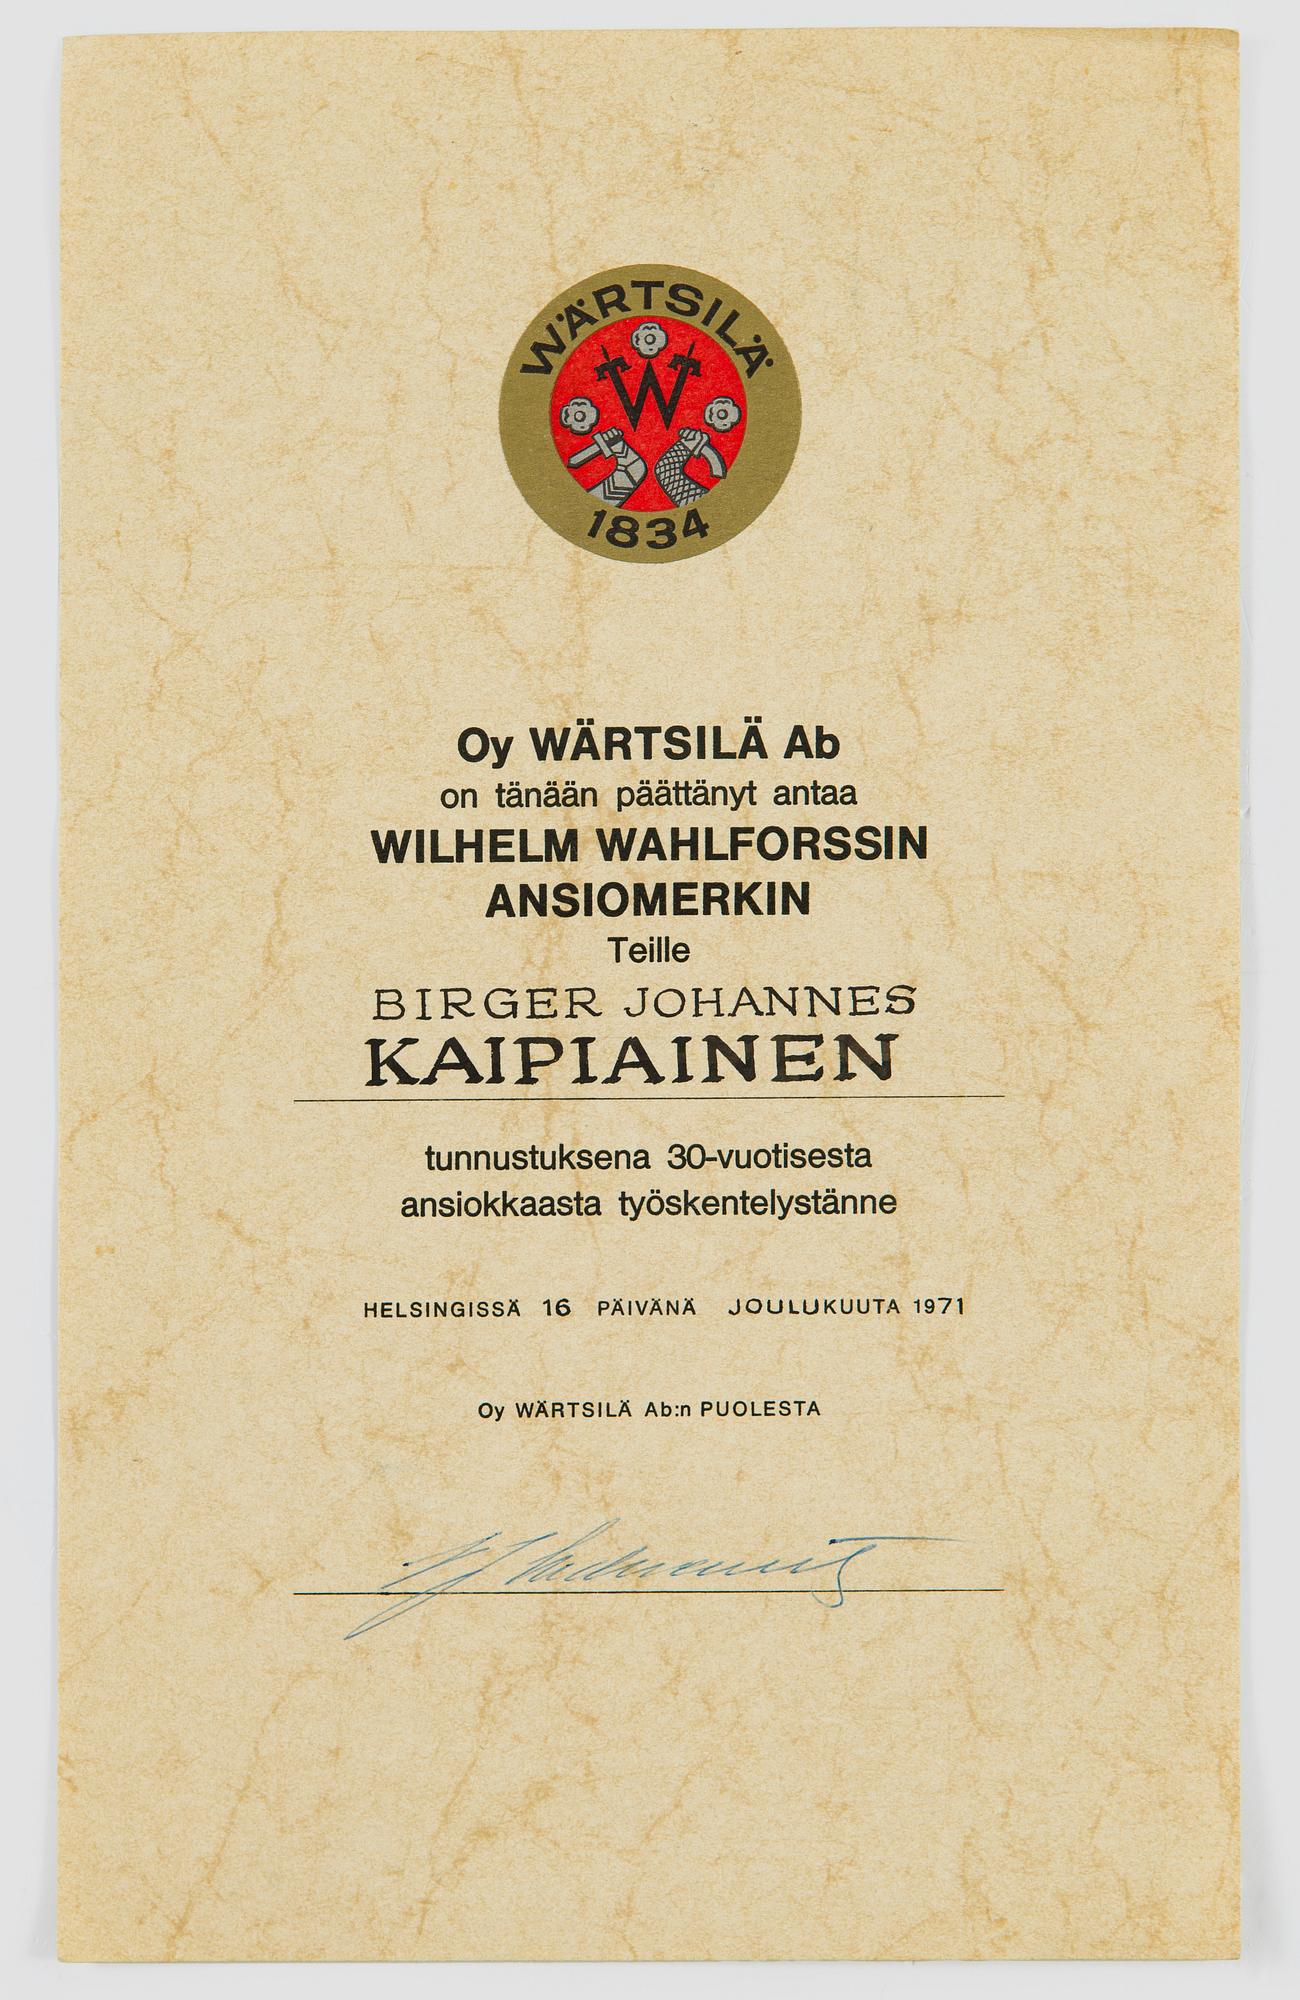 WÄRTSILÄ
W
1834
Oy WÄRTSILÄ Ab
on tänään päättänyt antaa
WILHELM WAHLFORSSIN
ANSIOMERKIN
Teille
BIRGER JOHANNES
KAIPIAINEN
tunnustuksena 30-vuotisesta
ansiokkaasta työskentelystänne
HELSINGISSÄ 16 PÄIVÄNÄ JOULUKUUTA 1971
Oy WÄRTSILÄ Ab:n PUOLESTA